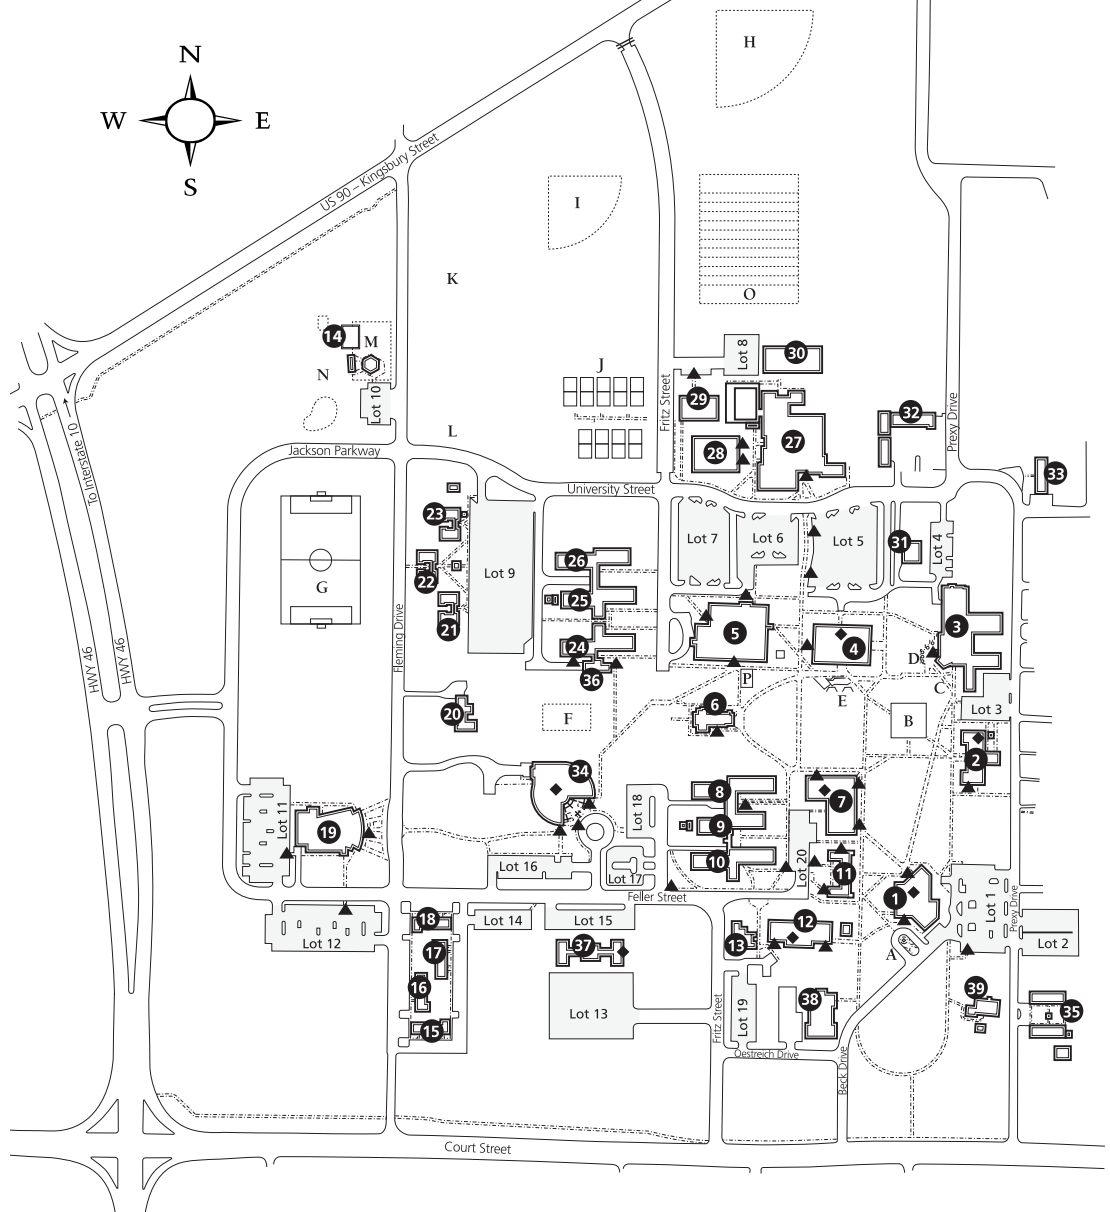 N
W
E
S
H
US 90 – Kingsbury Street
I
K
O
14
M
N
Lot 10
To Interstate 10
J
L
Lot 8
30
29
Fritz Street
28
27
32
Prexy Drive
33
Jackson Parkway
University Street
23
22
21
G
Lot 9
26
25
24
36
Lot 7
Lot 6
Lot 5
31
Lot 4
5
4
3
D
C
P
E
Lot 3
B
HWY 46
HWY 46
Fleming Drive
20
F
6
2
34
8
9
10
7
Lot 18
Lot 11
19
Lot 20
11
Lot 16
Lot 17
Feller Street
1
Lot 1
Prexy Drive
Lot 2
Lot 12
18
17
16
15
Lot 14
Lot 15
37
Lot 13
13
12
A
Fritz Street
Lot 19
38
39
35
Oestreich Drive
Beck Drive
Court Street